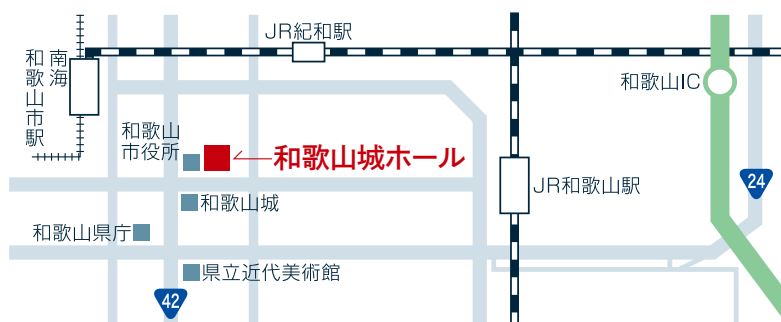 JR紀和駅
南海
和歌山市駅
和歌山IC
和歌山
市役所
和歌山城ホール
JR和歌山駅
24
和歌山城
和歌山県庁
県立近代美術館
42